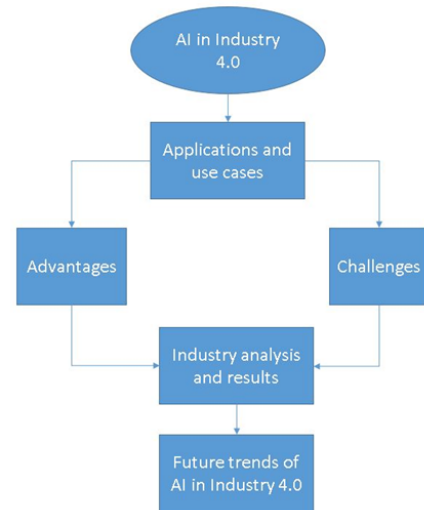 AI in Industry
4.0
Applications and
use cases
Advantages
Challenges
Industry analysis
and results
Future trends of
AI in Industry 4.0